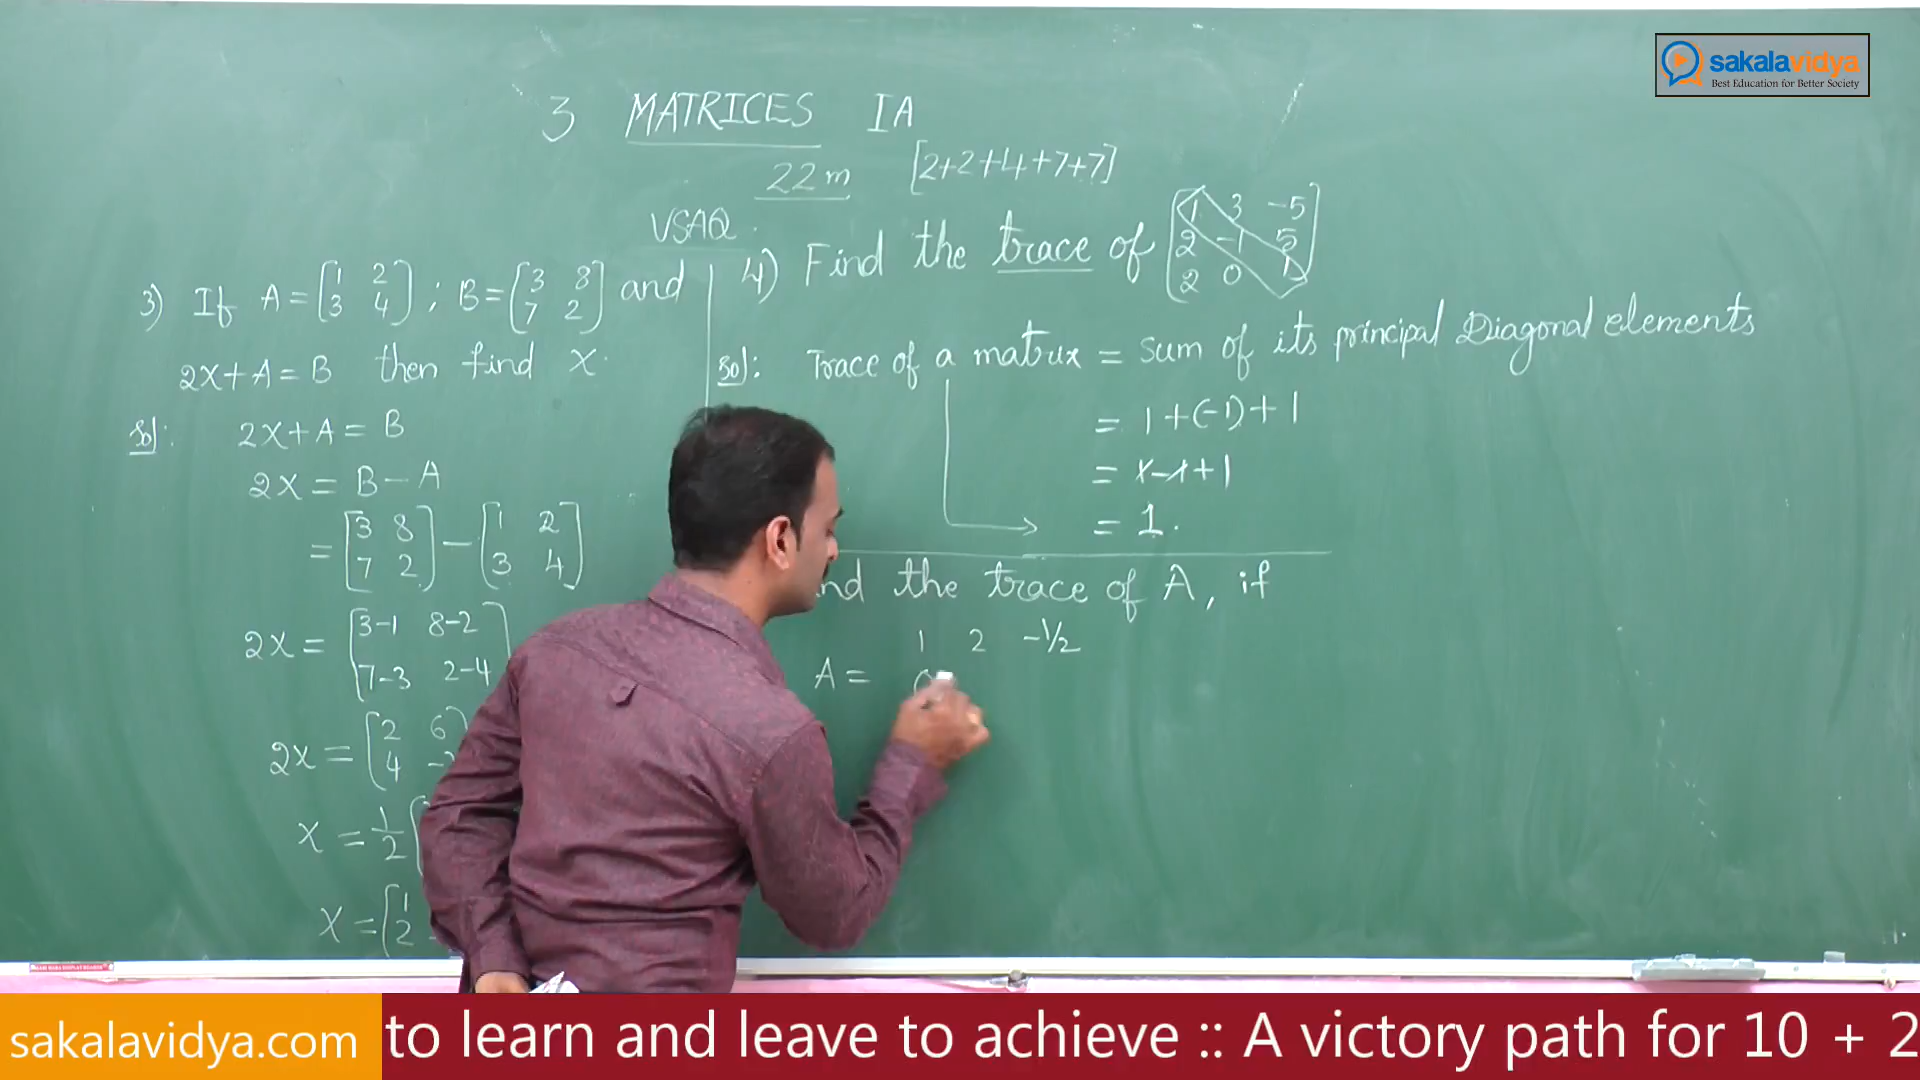 sakalavidya
Best Education for Better Society
3 MATRICES IA
22m [2+2+4+7+7]
VSAQ.
3) If A = [1 2
3 4] ; B = [3 8
7 2] and
2x + A = B then find x.
Sol: 2x + A = B
2x = B - A
= [3 8
7 2] - [1 2
3 4]
2x = [3-1 8-2
7-3 2-4]
2x = [2 6
4 -
x = 1/2 [
x = [1
2
4) Find the trace of [1 3 -5
2 -1 5
2 0 1]
Sol: Trace of a matrix = sum of its principal Diagonal elements
= 1+(-1)+1
= 1-1+1
= 1.
nd the trace of A, if
1 2 -1/2
A = 0
sakalavidya.com to learn and leave to achieve :: A victory path for 10 + 2